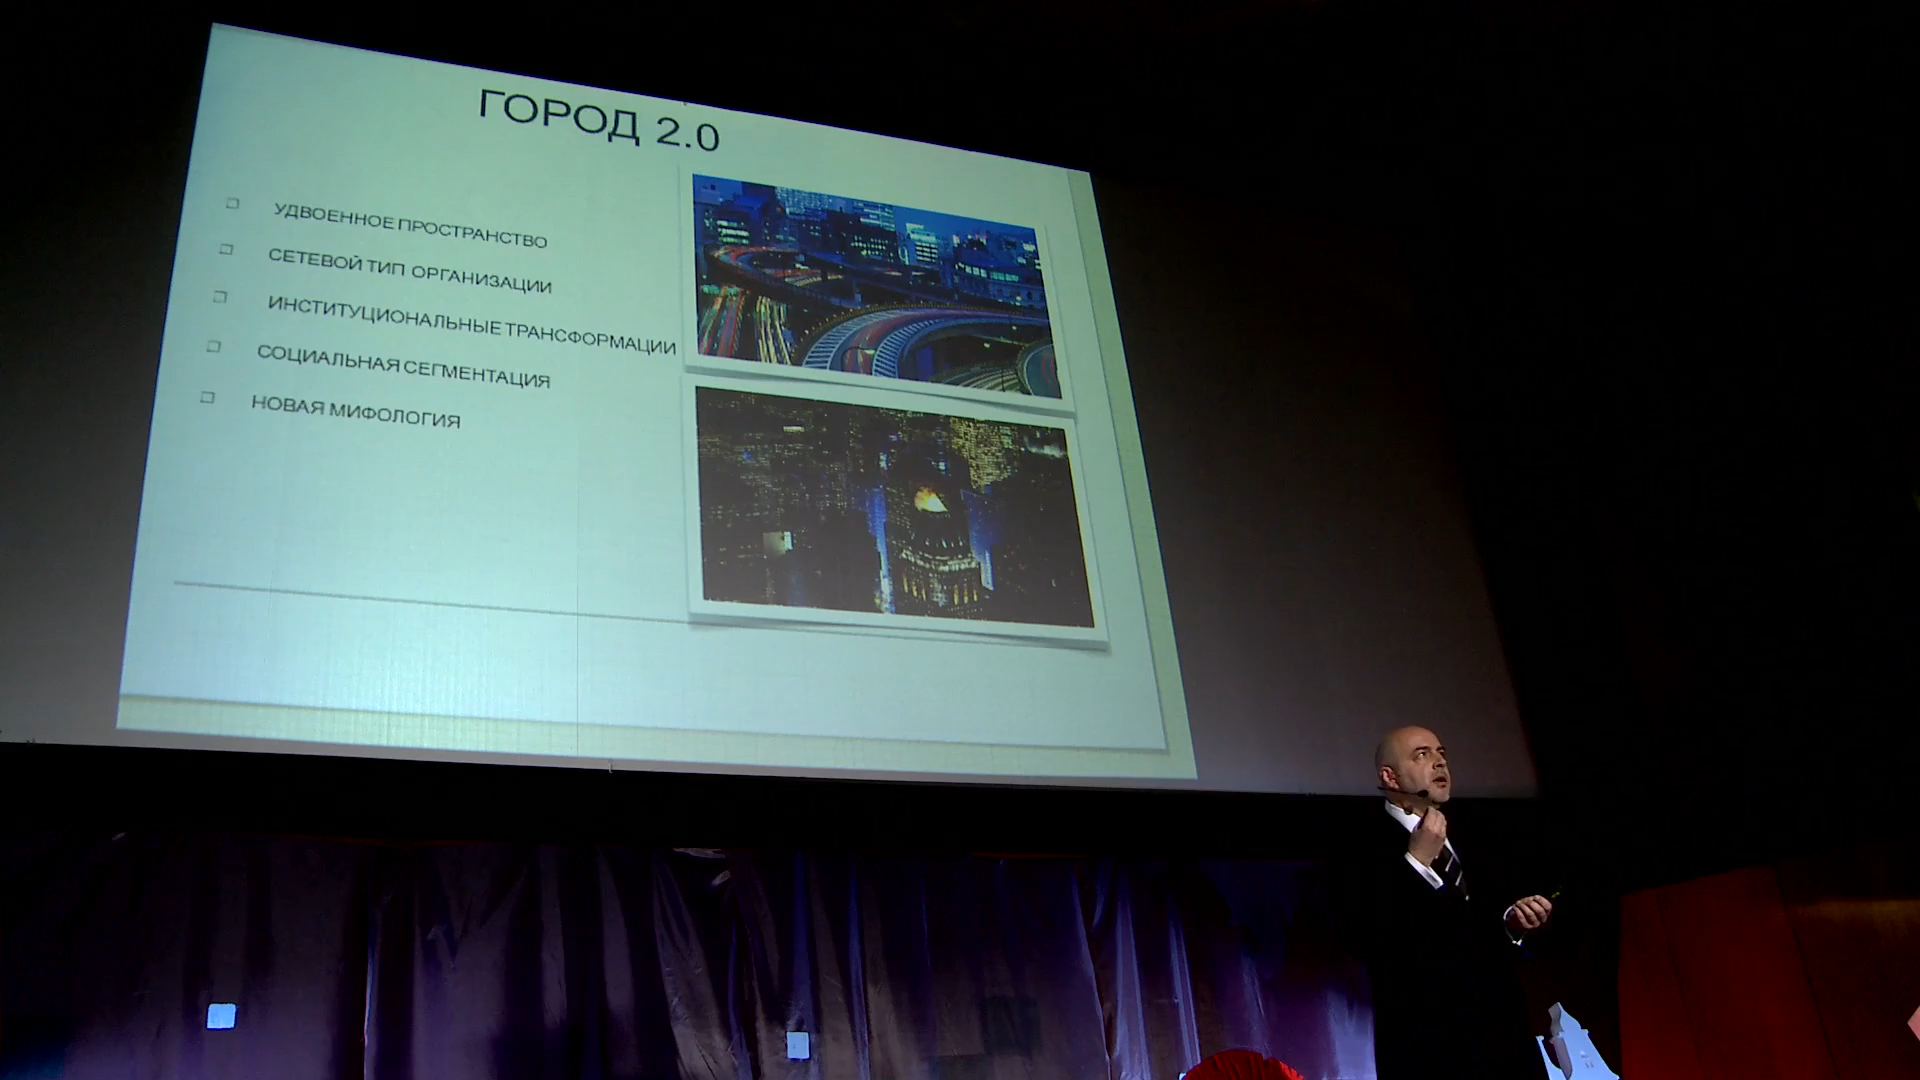 ГОРОД 2.0
УДВОЕННОЕ ПРОСТРАНСТВО
СЕТЕВОЙ ТИП ОРГАНИЗАЦИИ
ИНСТИТУЦИОНАЛЬНЫЕ ТРАНСФОРМАЦИИ
СОЦИАЛЬНАЯ СЕГМЕНТАЦИЯ
НОВАЯ МИФОЛОГИЯ